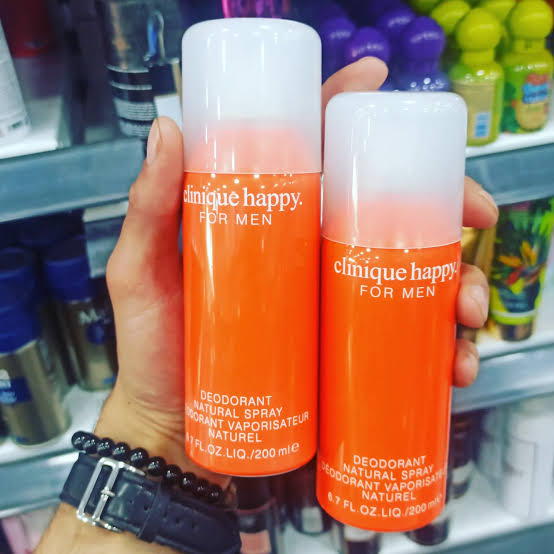 clinique happy.
FOR MEN
DEODORANT
NATURAL SPRAY
DEODORANT VAPORISATEUR
NATUREL
6.7 FL.OZ.LIQ./200 ml e
clinique happy.
FOR MEN
DEODORANT
NATURAL SPRAY
DEODORANT VAPORISATEUR
NATUREL
6.7 FL.OZ.LIQ./200 ml